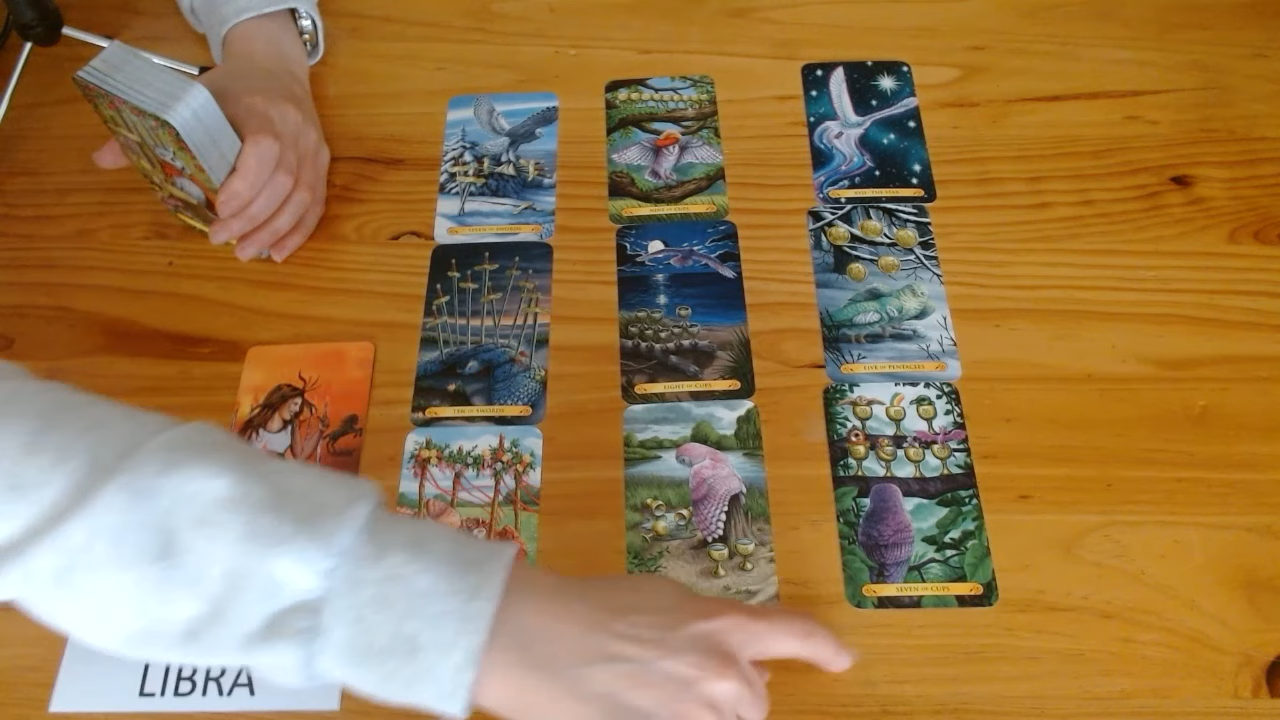 SEVEN OF SWORDS
NINE OF CUPS
XVII · THE STAR
TEN OF SWORDS
EIGHT OF CUPS
FIVE OF PENTACLES
SEVEN OF CUPS
LIBRA